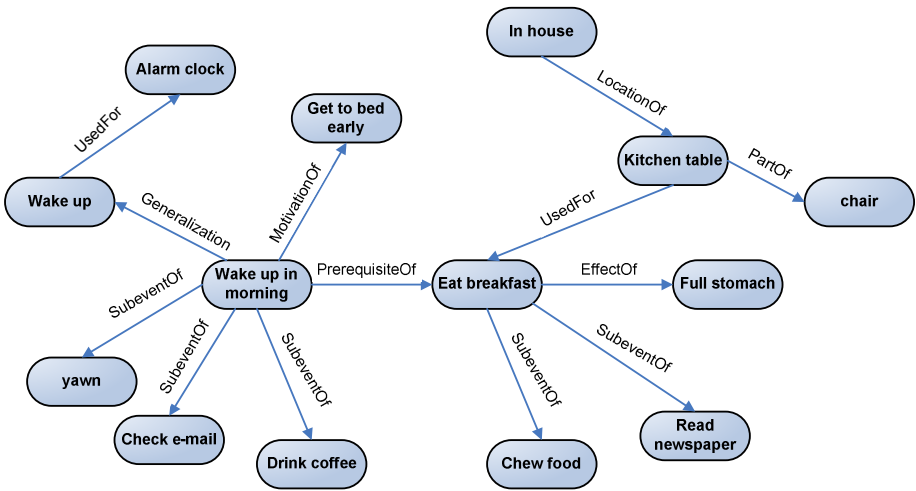 In house
Alarm clock
LocationOf
Get to bed
early
UsedFor
Kitchen table
PartOf
Wake up
MotivationOf
chair
Generalization
UsedFor
Wake up in
morning
PrerequisiteOf
Eat breakfast
EffectOf
Full stomach
SubeventOf
SubeventOf
SubeventOf
SubeventOf
SubeventOf
yawn
Check e-mail
Read
newspaper
Drink coffee
Chew food